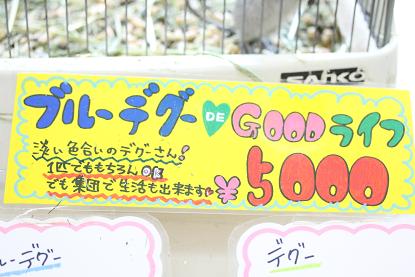 SANKO
ブルーデグー DE GOODライフ
淡い色合いのデグーさん!
1匹でももちろんOK
でも集団で生活も出来ます。
¥5000
ルーデグー
デグー